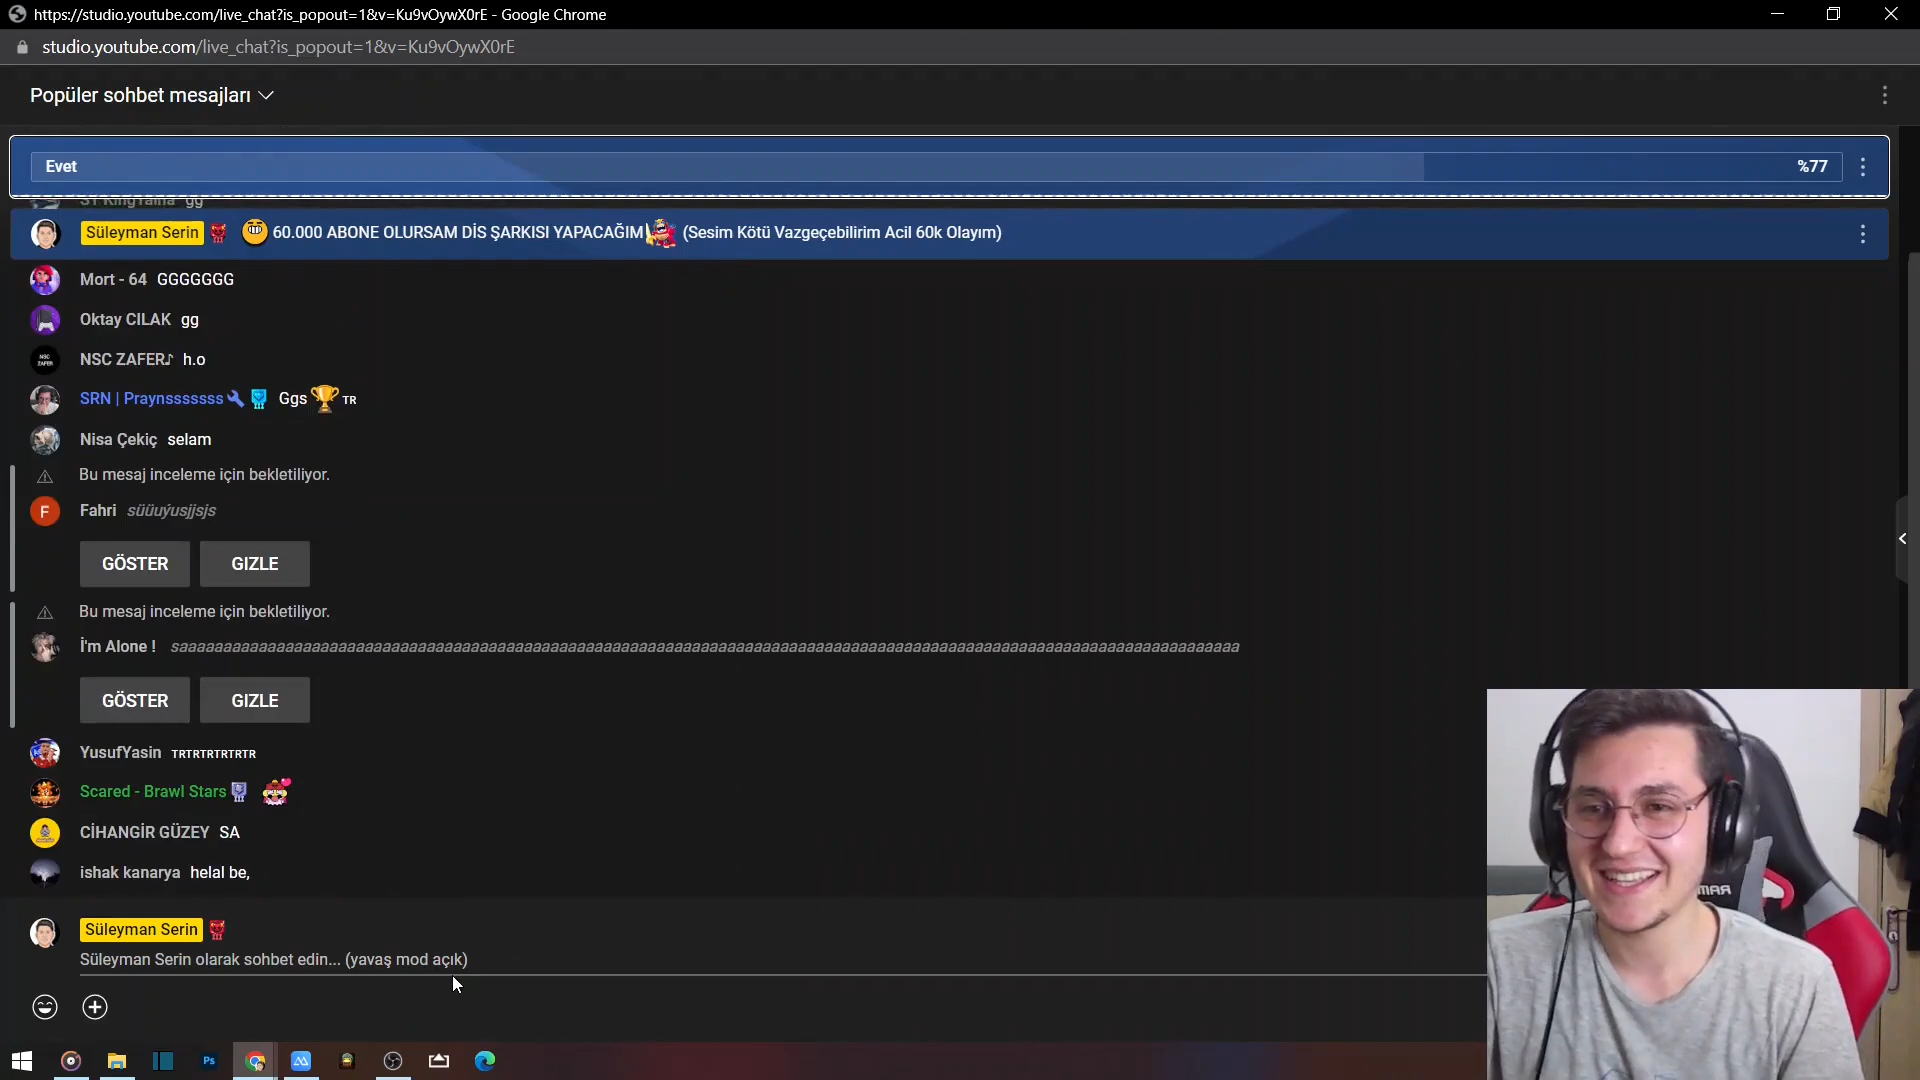 https://studio.youtube.com/live_chat?is_popout=1&v=Ku9vOywX0rE - Google Chrome
studio.youtube.com/live_chat?is_popout=1&v=Ku9vOywX0rE
Popüler sohbet mesajları
Evet %77
gg
Süleyman Serin 60.000 ABONE OLURSAM DİS ŞARKISI YAPACAĞIM (Sesim Kötü Vazgeçebilirim Acil 60k Olayım)
Mort - 64 GGGGGGG
Oktay CILAK gg
NSC ZAFER♪ h.o
SRN | Praynsssssss Ggs TR
Nisa Çekiç selam
Bu mesaj inceleme için bekletiliyor.
F Fahri süüuýusjjsjs
GÖSTER GIZLE
Bu mesaj inceleme için bekletiliyor.
İ'm Alone !
GÖSTER GIZLE
YusufYasin TRTRTRTRTRTR
Scared - Brawl Stars
CİHANGİR GÜZEY SA
ishak kanarya helal be,
Süleyman Serin
Süleyman Serin olarak sohbet edin... (yavaş mod açık)
Ps